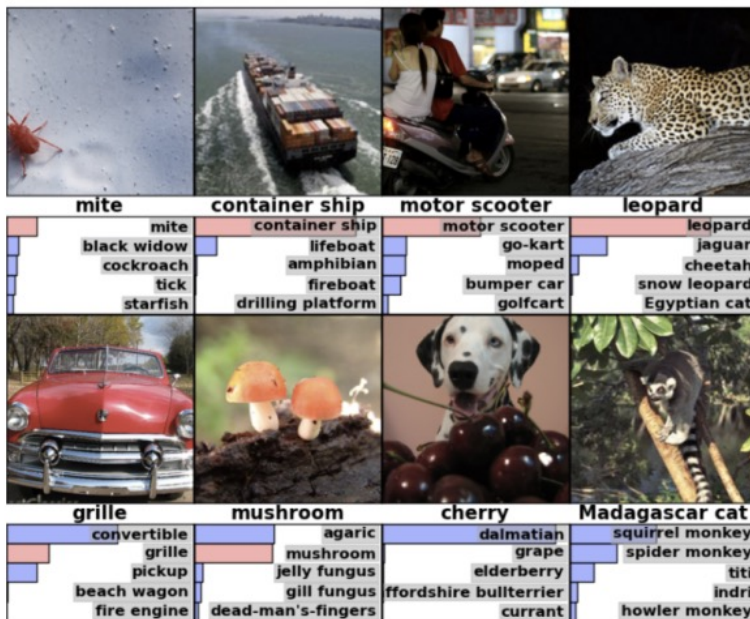 mite
container ship
motor scooter
leopard
mite
black widow
cockroach
tick
starfish
container ship
lifeboat
amphibian
fireboat
drilling platform
motor scooter
go-kart
moped
bumper car
golfcart
leopard
jaguar
cheetah
snow leopard
Egyptian cat
grille
mushroom
cherry
Madagascar cat
convertible
grille
pickup
beach wagon
fire engine
agaric
mushroom
jelly fungus
gill fungus
dead-man's-fingers
dalmatian
grape
elderberry
ffordshire bullterrier
currant
squirrel monkey
spider monkey
titi
indri
howler monkey